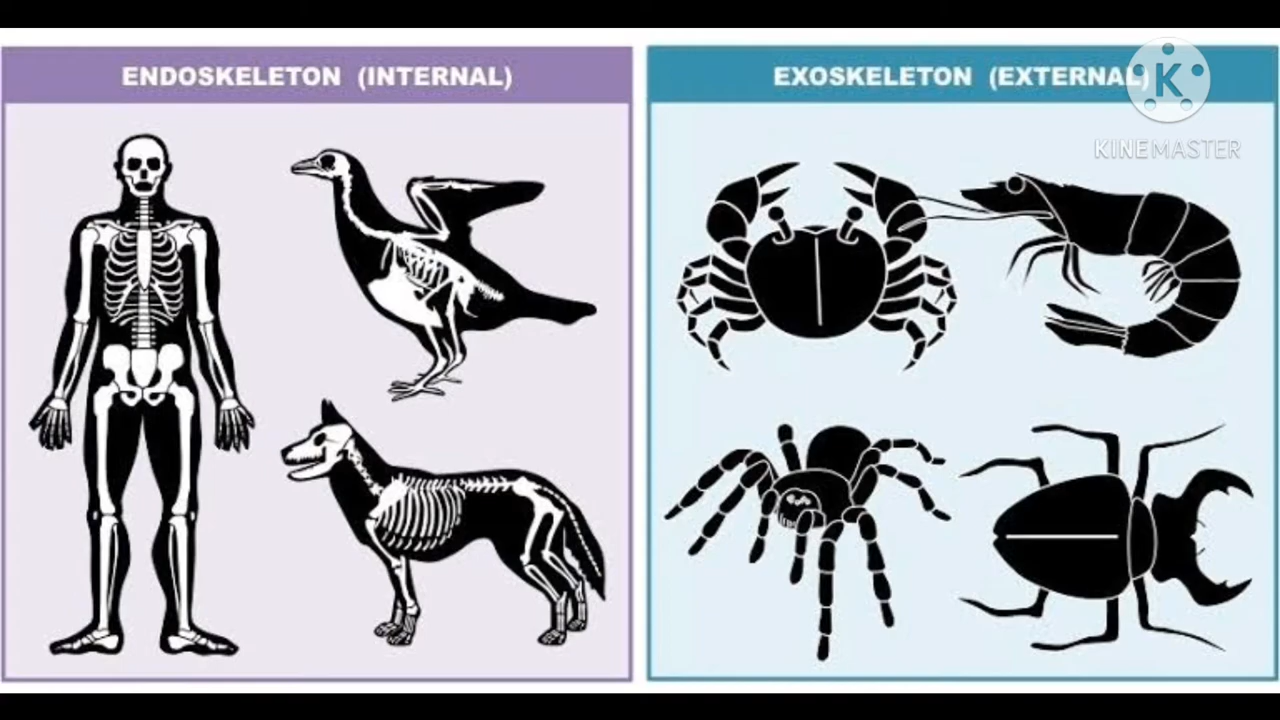 ENDOSKELETON (INTERNAL)
EXOSKELETON (EXTERNAL)
K
KINEMASTER